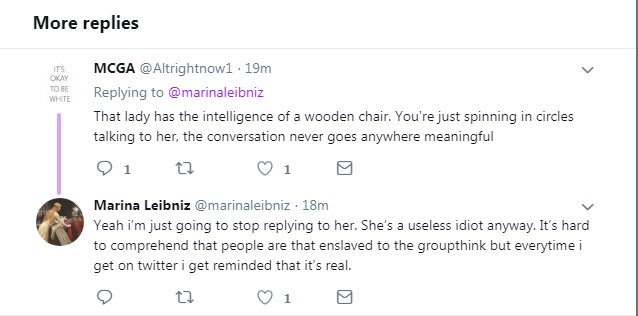 More replies
IT'S
OKAY
TO BE
WHITE
MCGA @Altrightnow1 · 19m
Replying to @marinaleibniz
That lady has the intelligence of a wooden chair. You're just spinning in circles
talking to her, the conversation never goes anywhere meaningful
1 1
Marina Leibniz @marinaleibniz · 18m
Yeah i'm just going to stop replying to her. She's a useless idiot anyway. It's hard
to comprehend that people are that enslaved to the groupthink but everytime i
get on twitter i get reminded that it's real.
1